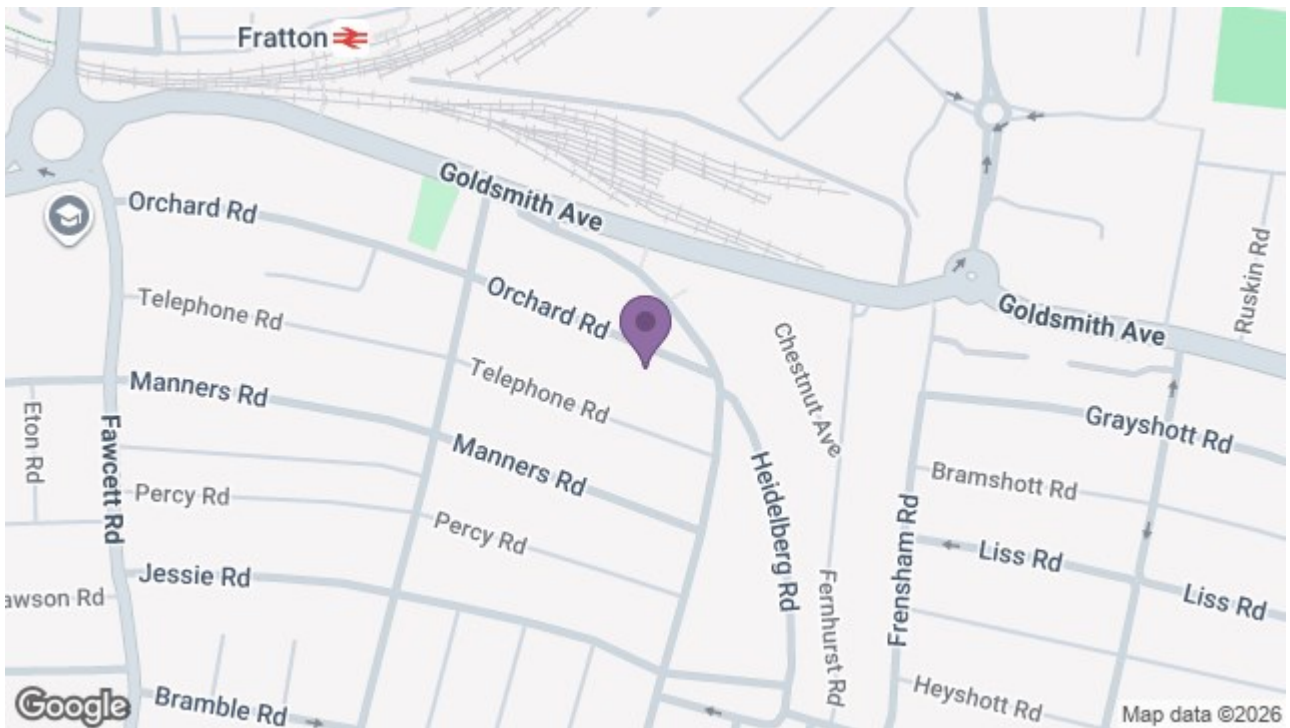 Fratton
Goldsmith Ave
Orchard Rd
Ruskin Rd
Orchard Rd
Telephone Rd
Goldsmith Ave
Chestnut Ave
Telephone Rd
Manners Rd
Eton Rd
Fawcett Rd
Grayshott Rd
Manners Rd
Bramshott Rd
Heidelberg Rd
Percy Rd
Percy Rd
Frensham Rd
Liss Rd
Jessie Rd
awson Rd
Liss Rd
Fernhurst Rd
Heyshott Rd
Bramble Rd
Google
Map data ©2026